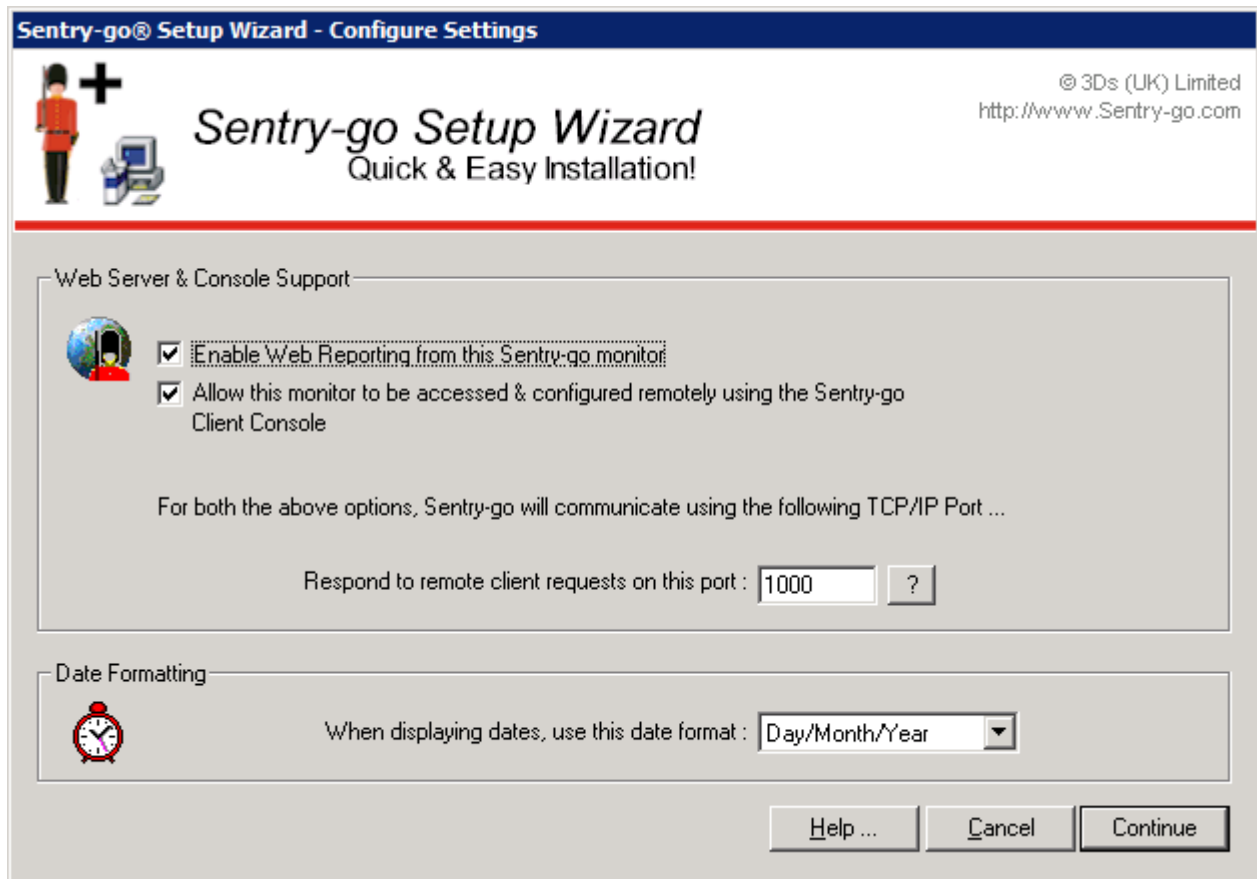 Sentry-go® Setup Wizard - Configure Settings
© 3Ds (UK) Limited
http://www.Sentry-go.com
Sentry-go Setup Wizard
Quick & Easy Installation!
Web Server & Console Support
Enable Web Reporting from this Sentry-go monitor
Allow this monitor to be accessed & configured remotely using the Sentry-go
Client Console
For both the above options, Sentry-go will communicate using the following TCP/IP Port ...
Respond to remote client requests on this port : 1000 ?
Date Formatting
When displaying dates, use this date format : Day/Month/Year
Help ... Cancel Continue